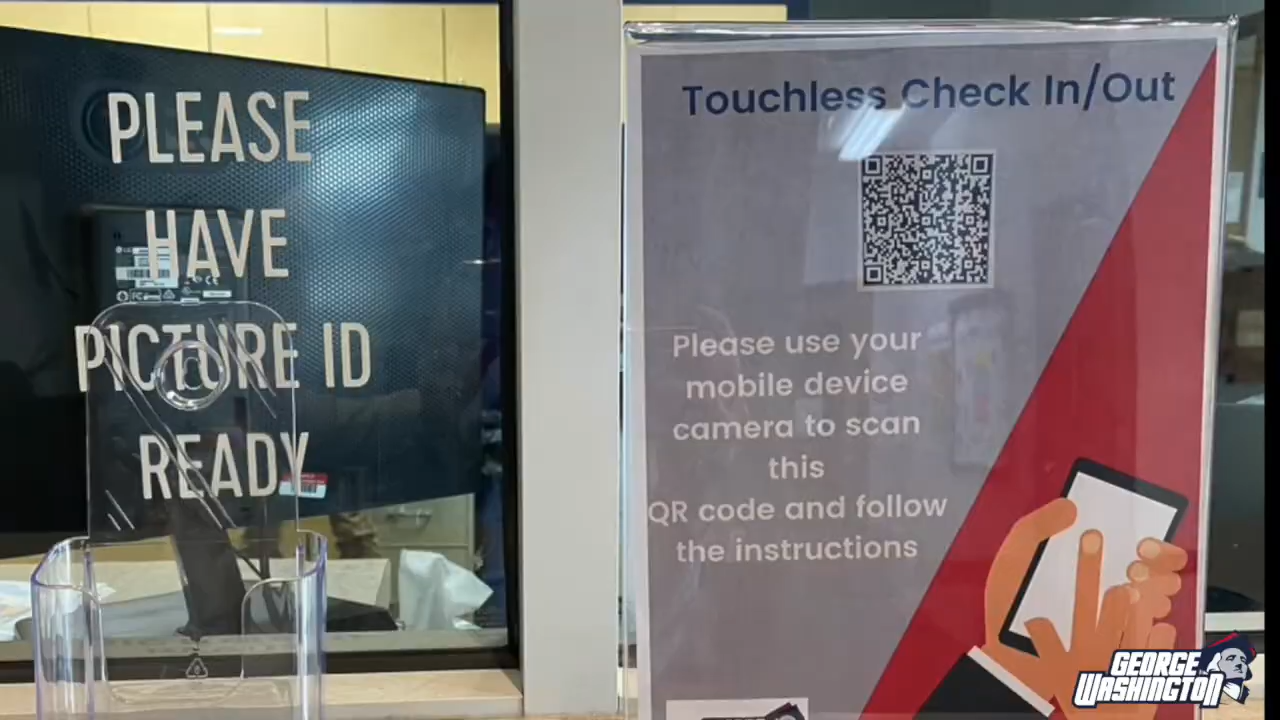 PLEASE
HAVE
PICTURE ID
READY
Touchless Check In/Out
Please use your
mobile device
camera to scan
this
QR code and follow
the instructions
GEORGE
WASHINGTON